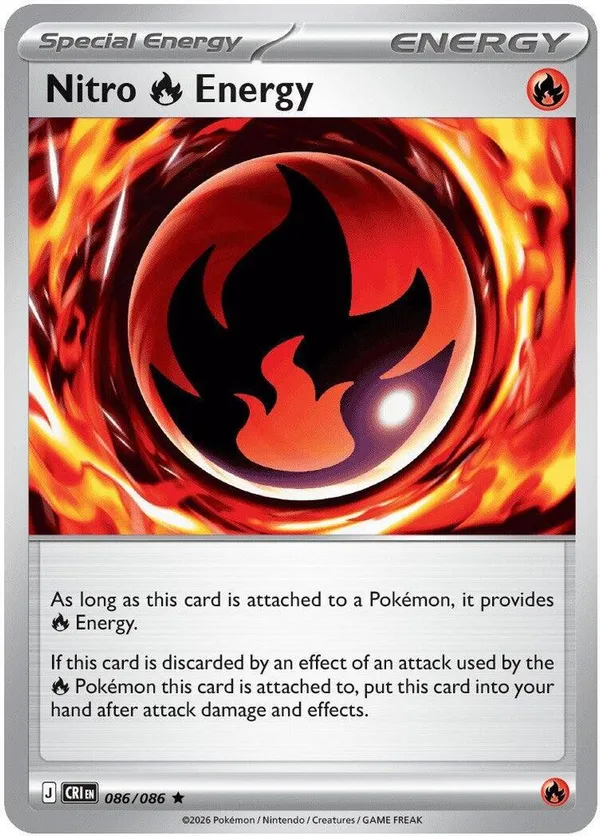 Special Energy
ENERGY
Nitro 🔥 Energy
As long as this card is attached to a Pokémon, it provides
🔥 Energy.
If this card is discarded by an effect of an attack used by the
🔥 Pokémon this card is attached to, put this card into your
hand after attack damage and effects.
J CRI EN 086/086 ★
©2026 Pokémon / Nintendo / Creatures / GAME FREAK